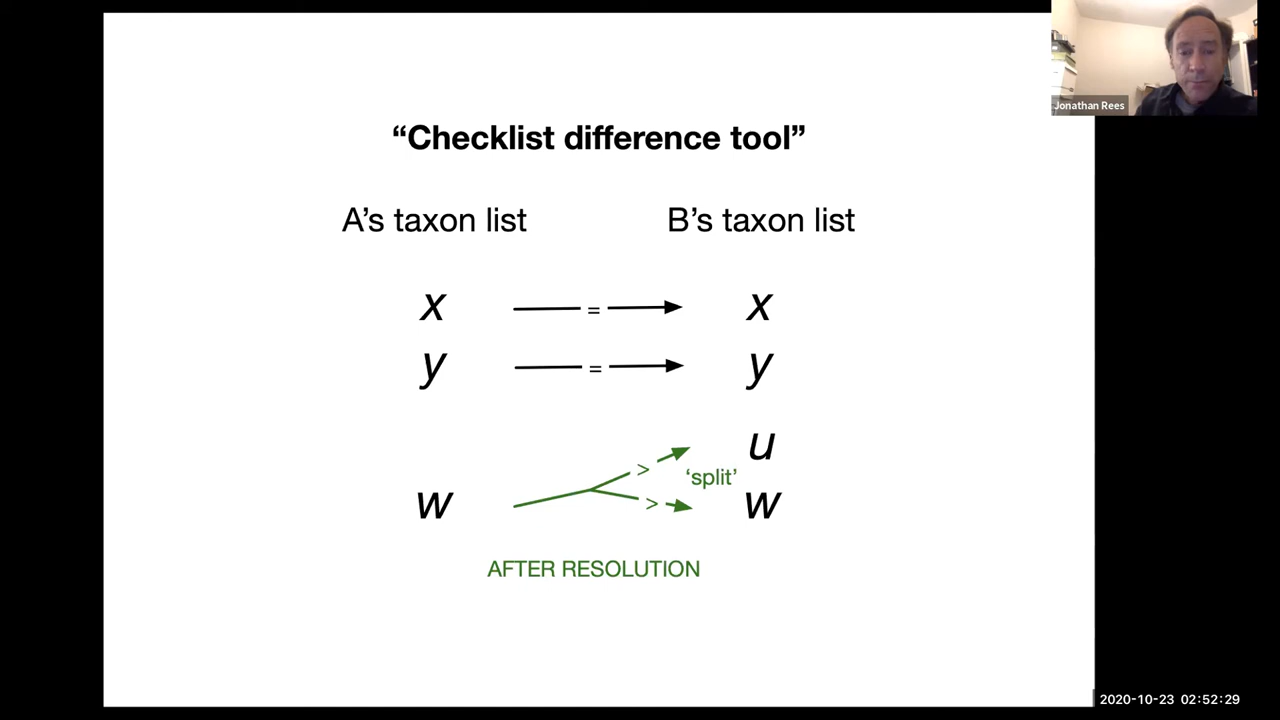 Jonathan Rees
“Checklist difference tool”
A’s taxon list B’s taxon list
x = x
y = y
u
> ‘split’
w > w
AFTER RESOLUTION
2020-10-23 02:52:29